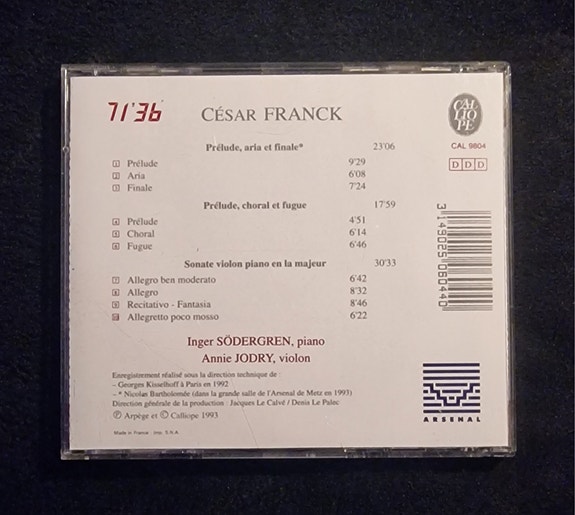 71'36
CÉSAR FRANCK
CAL
LIO
PE
CAL 9804
D D D
Prélude, aria et finale* 23'06
1 Prélude 9'29
2 Aria 6'08
3 Finale 7'24
Prélude, choral et fugue 17'59
4 Prélude 4'51
5 Choral 6'14
6 Fugue 6'46
Sonate violon piano en la majeur 30'33
7 Allegro ben moderato 6'42
8 Allegro 8'32
9 Recitativo - Fantasia 8'46
10 Allegretto poco mosso 6'22
3 149025 060440
Inger SÖDERGREN, piano
Annie JODRY, violon
Enregistrement réalisé sous la direction technique de :
– Georges Kisselhoff à Paris en 1992
– * Nicolas Bartholomée (dans la grande salle de l'Arsenal de Metz en 1993)
Direction générale de la production : Jacques Le Calvé / Denis Le Palec
℗ Arpège et © Calliope 1993
Made in France - imp. S.N.A.
ARSENAL